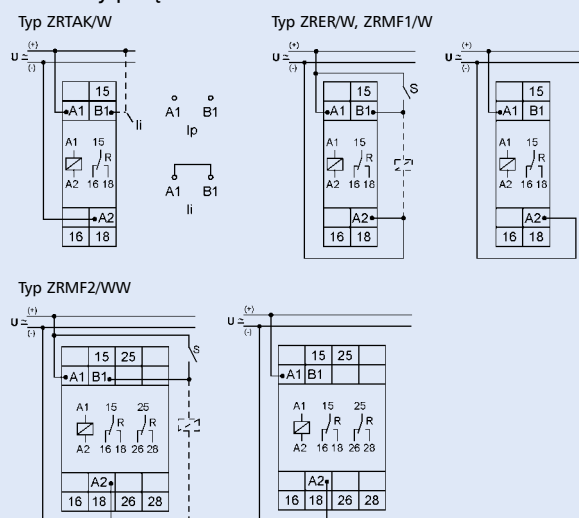 Typ ZRTAK/W
(+)
U ≂
(-)
15
A1 B1
Ii
A1 15
R
A2 16 18
A2
16 18
A1 B1
Ip
A1 B1
Ii
Typ ZRER/W, ZRMF1/W
(+)
U ≂
(-)
S
15
A1 B1
A1 15
R
A2 16 18
A2
16 18
(+)
U ≂
(-)
15
A1 B1
A1 15
R
A2 16 18
A2
16 18
Typ ZRMF2/WW
(+)
U ≂
(-)
S
15 25
A1 B1
A1 15 25
R R
A2 16 18 26 28
A2
16 18 26 28
(+)
U ≂
(-)
15 25
A1 B1
A1 15 25
R R
A2 16 18 26 28
A2
16 18 26 28